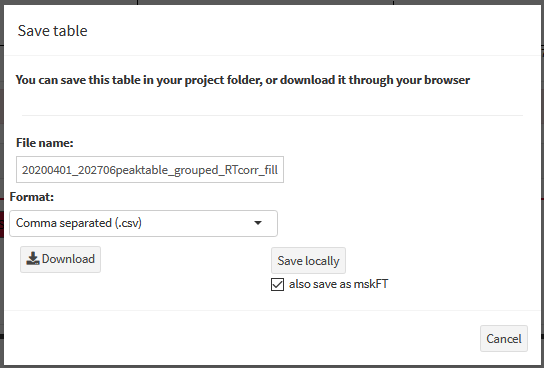 Save table
You can save this table in your project folder, or download it through your browser
File name:
20200401_202706peaktable_grouped_RTcorr_fill
Format:
Comma separated (.csv)
Download
Save locally
also save as mskFT
Cancel